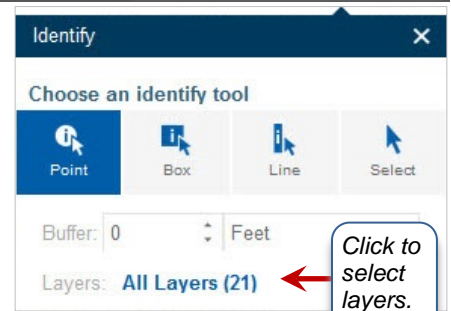 Identify
Choose an identify tool
Point Box Line Select
Buffer: 0 Feet
Layers: All Layers (21)
Click to
select
layers.